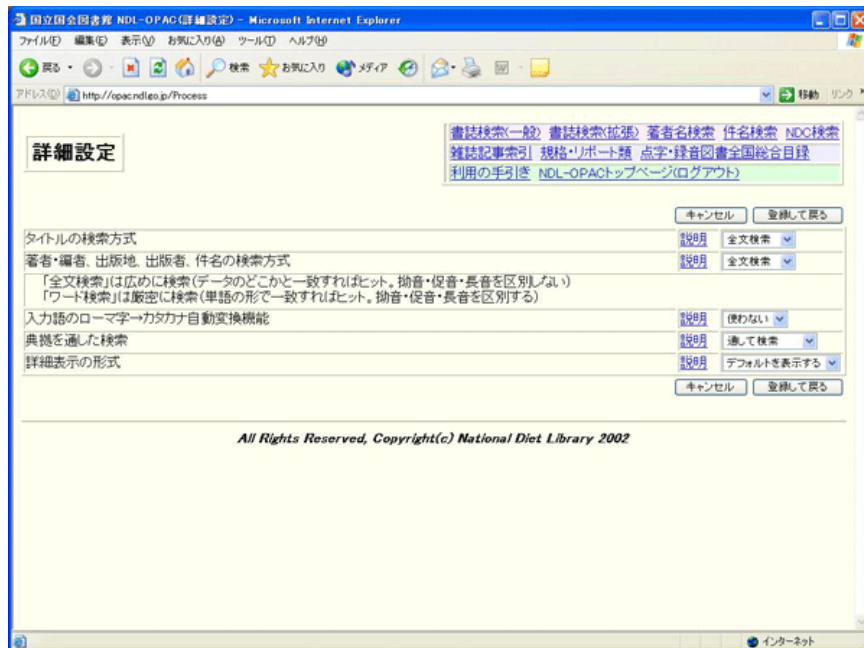 国立国会図書館 NDL-OPAC(詳細設定) - Microsoft Internet Explorer
ファイル(F) 編集(E) 表示(V) お気に入り(A) ツール(T) ヘルプ(H)
戻る 検索 お気に入り メディア
アドレス(D) http://opac.ndl.go.jp/Process 移動 リンク »
詳細設定
書誌検索(一般) 書誌検索(拡張) 著者名検索 件名検索 NDC検索
雑誌記事索引 規格・リポート類 点字・録音図書全国総合目録
利用の手引き NDL-OPACトップページ(ログアウト)
キャンセル 登録して戻る
タイトルの検索方式 説明 全文検索
著者・編者、出版地、出版者、件名の検索方式 説明 全文検索
「全文検索」は広めに検索(データのどこかと一致すればヒット。拗音・促音・長音を区別しない)
「ワード検索」は厳密に検索(単語の形で一致すればヒット。拗音・促音・長音を区別する)
入力語のローマ字→カタカナ自動変換機能 説明 使わない
典拠を通した検索 説明 通して検索
詳細表示の形式 説明 デフォルトを表示する
キャンセル 登録して戻る
All Rights Reserved, Copyright(c) National Diet Library 2002
インターネット